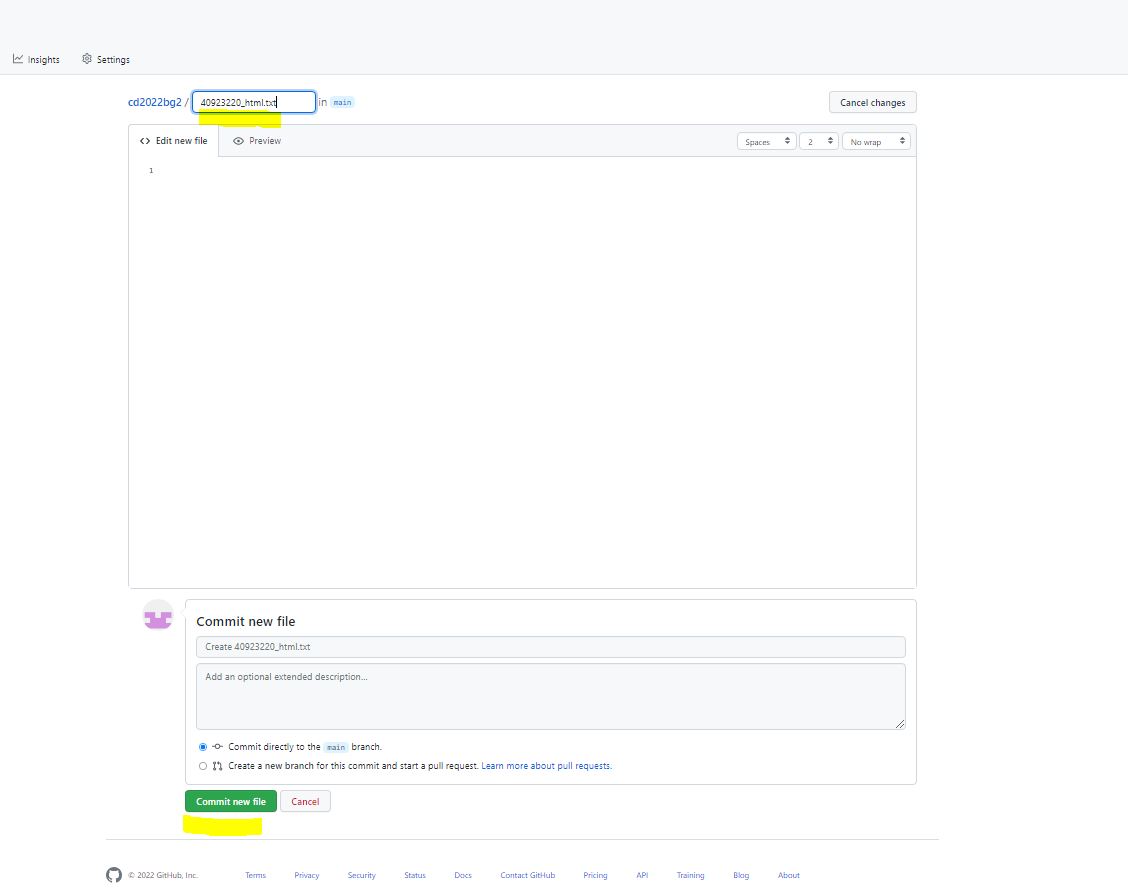 Insights Settings
cd2022bg2 / 40923220_html.txt in main Cancel changes
<> Edit new file Preview Spaces 2 No wrap
1
Commit new file
Create 40923220_html.txt
Add an optional extended description...
Commit directly to the main branch.
Create a new branch for this commit and start a pull request. Learn more about pull requests.
Commit new file Cancel
© 2022 GitHub, Inc. Terms Privacy Security Status Docs Contact GitHub Pricing API Training Blog About